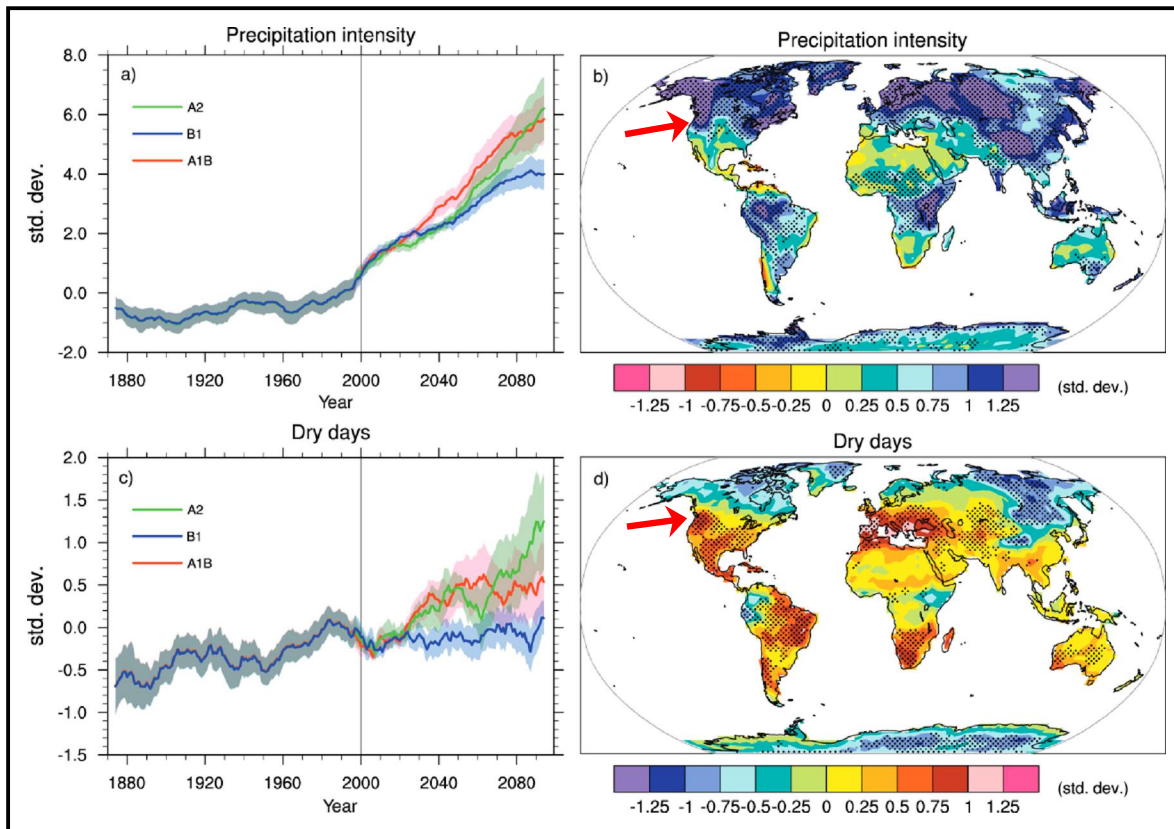 Precipitation intensity
a)
8.0
6.0
4.0
2.0
0.0
-2.0
std. dev.
A2
B1
A1B
1880 1920 1960 2000 2040 2080
Year
Precipitation intensity
b)
-1.25 -1 -0.75 -0.5 -0.25 0 0.25 0.5 0.75 1 1.25
(std. dev.)
Dry days
c)
2.0
1.5
1.0
0.5
0.0
-0.5
-1.0
-1.5
std. dev.
A2
B1
A1B
1880 1920 1960 2000 2040 2080
Year
Dry days
d)
-1.25 -1 -0.75 -0.5 -0.25 0 0.25 0.5 0.75 1 1.25
(std. dev.)